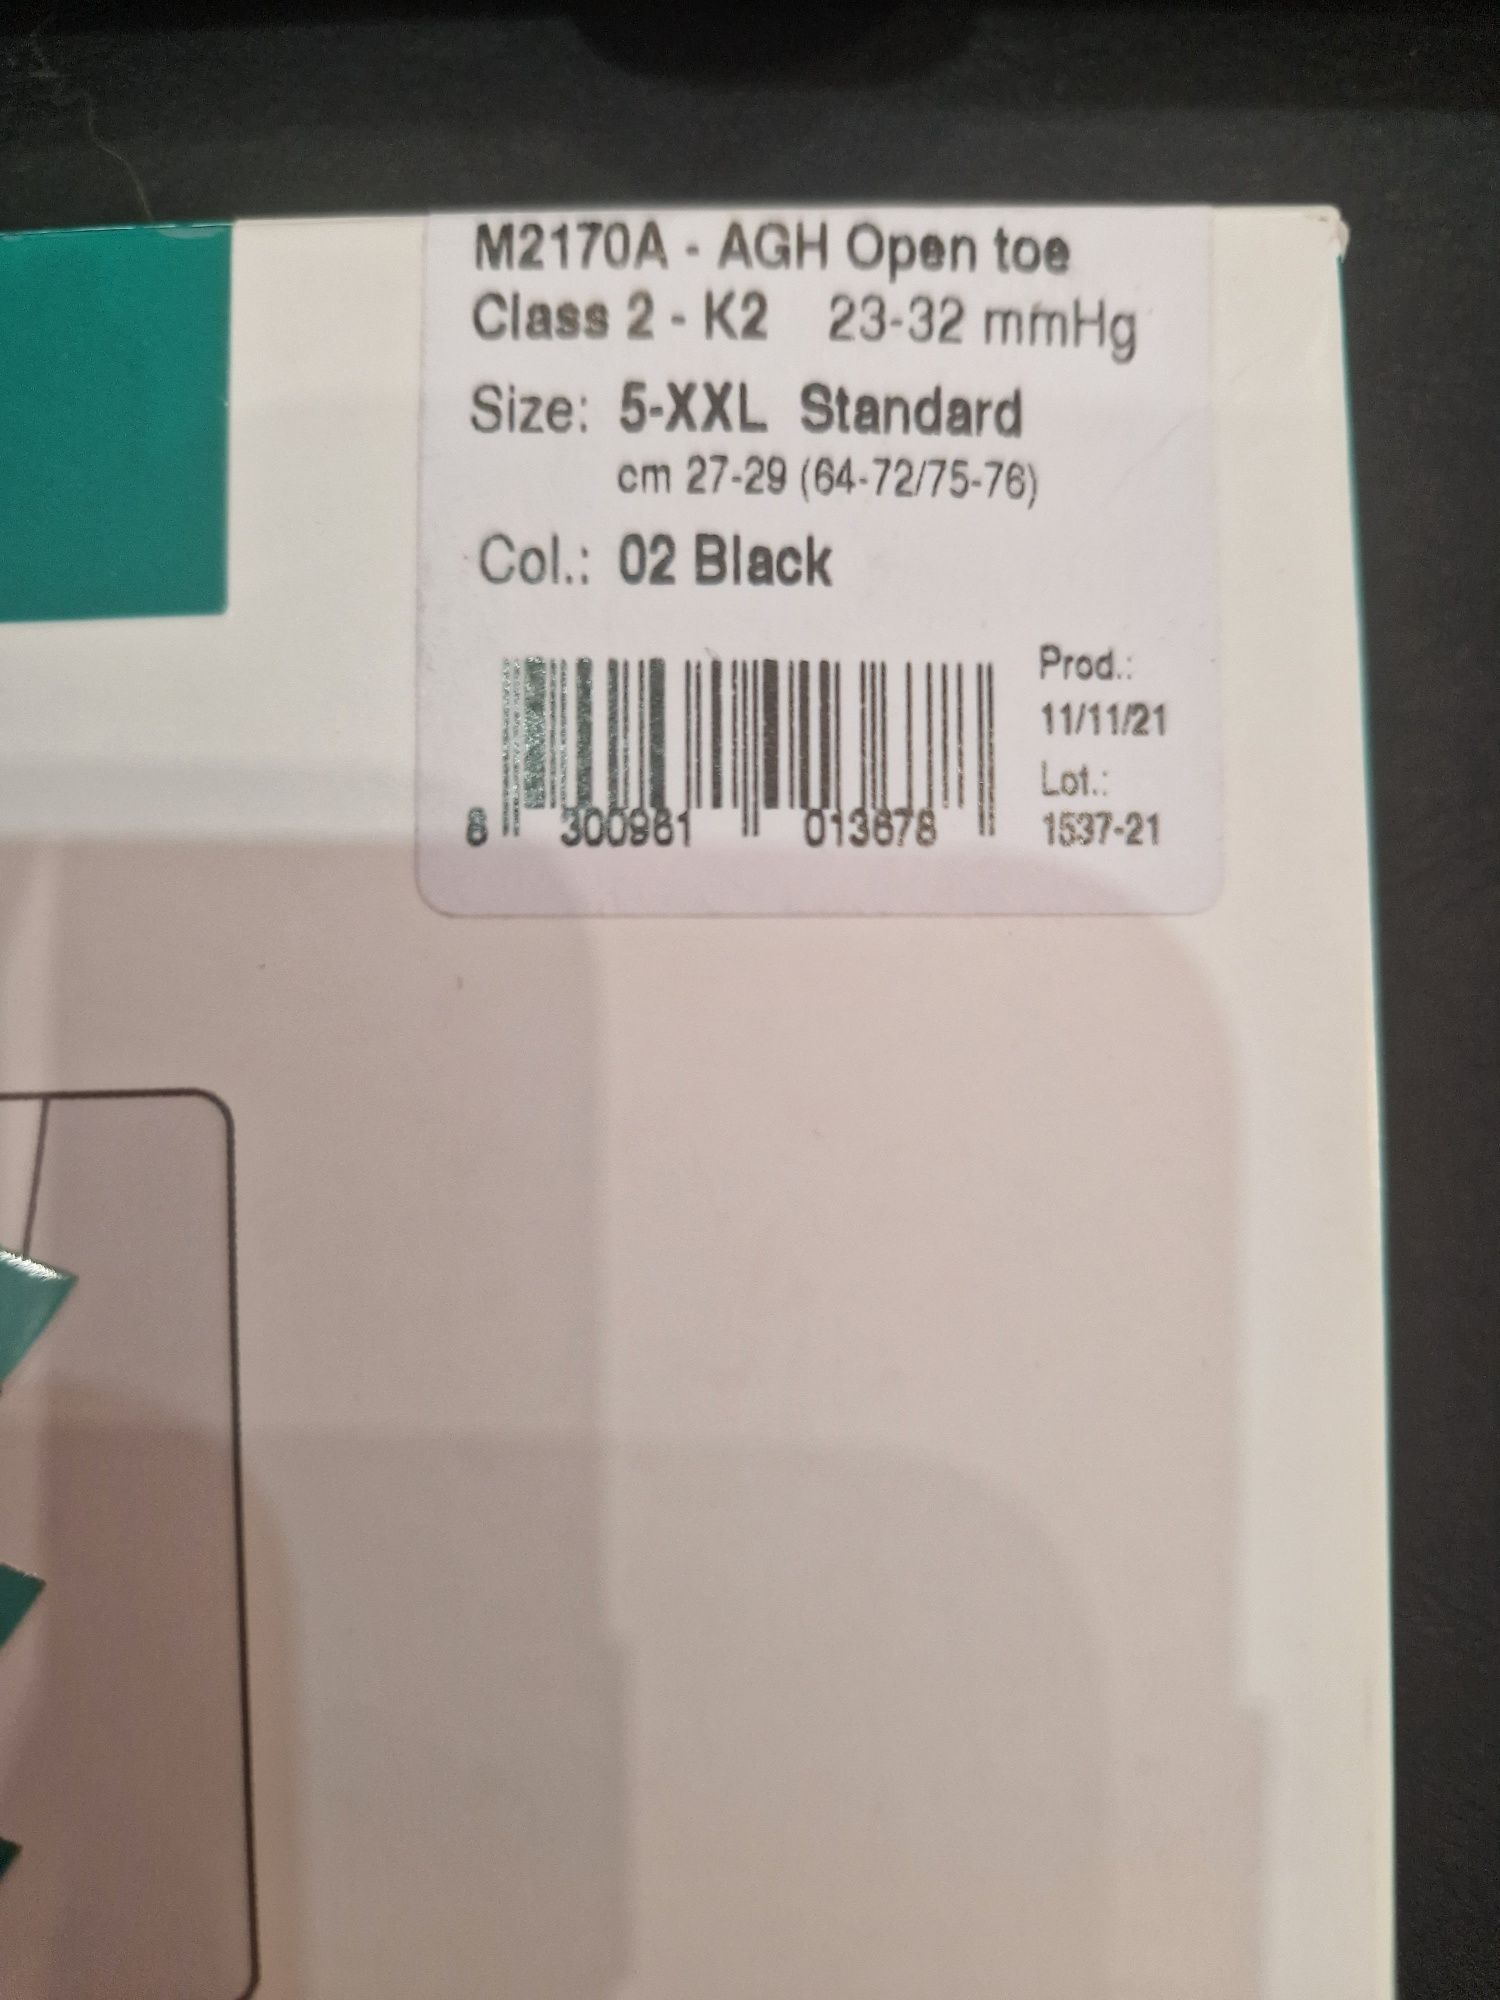 M2170A - AGH Open toe
Class 2 - K2 23-32 mmHg
Size: 5-XXL Standard
cm 27-29 (64-72/75-76)
Col.: 02 Black
Prod.:
11/11/21
Lot.:
8 300961 013678 1537-21